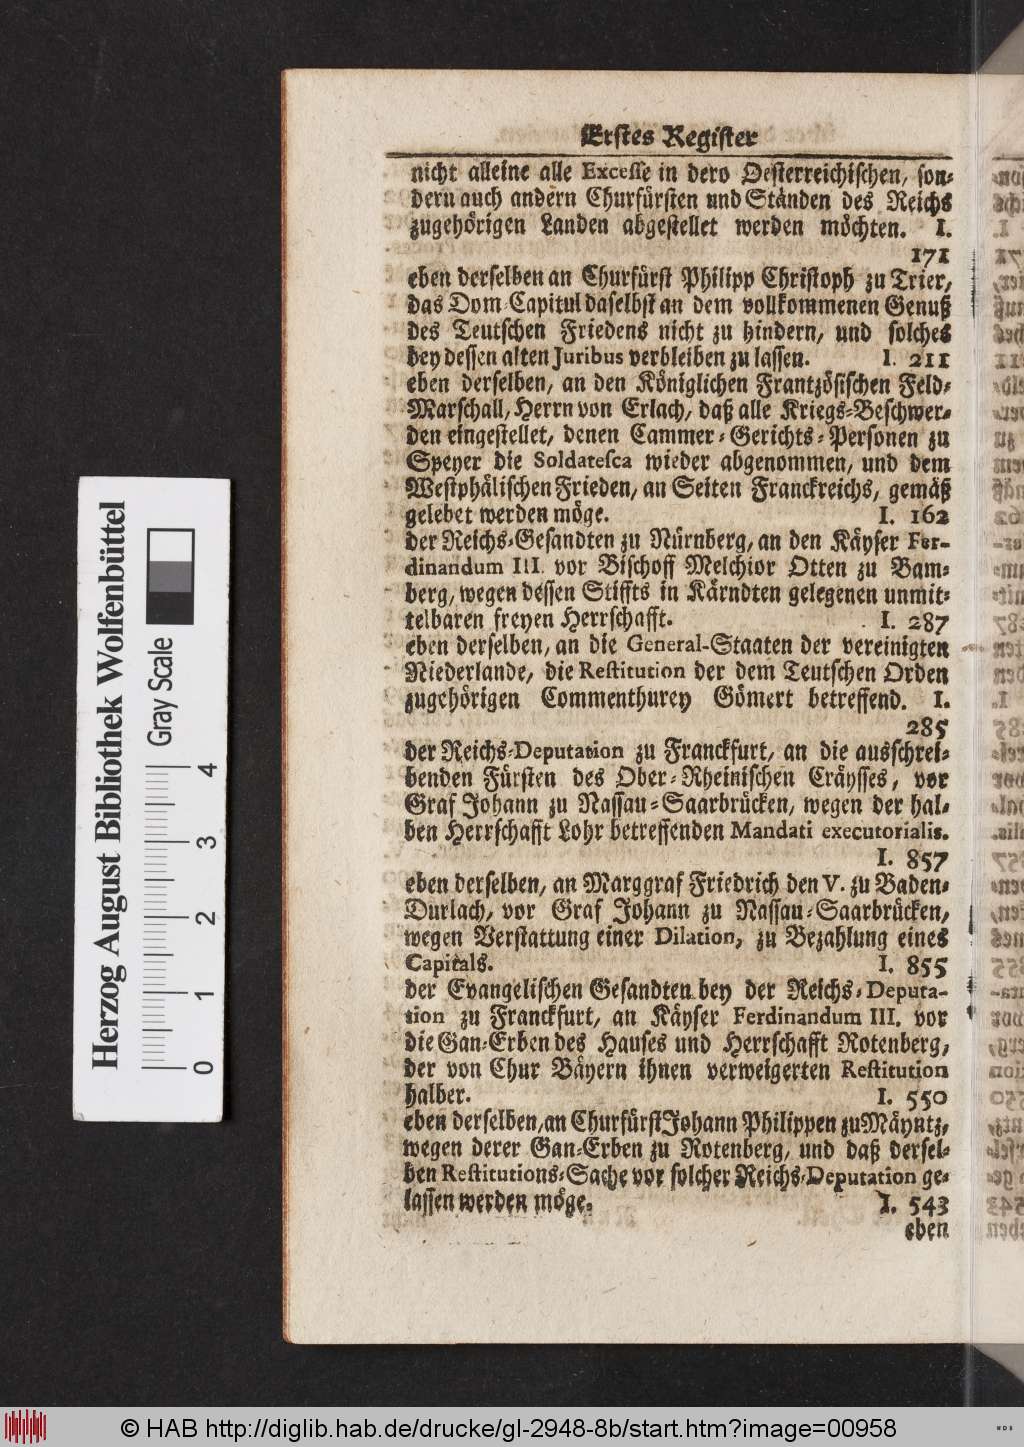 Erstes Register
nicht alleine alle Excesse in dero Oesterreichischen, son-
dern auch andern Churfürsten und Ständen des Reichs
zugehörigen Landen abgestellet werden möchten. I.
171
eben derselben an Churfürst Philipp Christoph zu Trier,
das Dom-Capitul daselbst an dem vollkommenen Genuß
des Teutschen Friedens nicht zu hindern, und solches
bey dessen alten Juribus verbleiben zu lassen. I. 211
eben derselben, an den Königlichen Frantzösischen Feld-
Marschall, Herrn von Erlach, daß alle Kriegs-Beschwer-
den eingestellet, denen Cammer-Gerichts-Personen zu
Speyer die Soldatesca wieder abgenommen, und dem
Westphälischen Frieden, an Seiten Franckreichs, gemäß
gelebet werden möge. I. 162
der Reichs-Gesandten zu Nürnberg, an den Käyser Fer-
dinandum III. vor Bischoff Melchior Otten zu Bam-
berg, wegen dessen Stiffts in Kärndten gelegenen unmit-
telbaren freyen Herrschafft. I. 287
eben derselben, an die General-Staaten der vereinigten
Niederlande, die Restitution der dem Teutschen Orden
zugehörigen Commenthurey Gömert betreffend. I.
285
der Reichs-Deputation zu Franckfurt, an die ausschrei-
benden Fürsten des Ober-Rheinischen Cräysses, vor
Graf Johann zu Nassau-Saarbrücken, wegen der hal-
ben Herrschafft Lohr betreffenden Mandati executorialis.
I. 857
eben derselben, an Marggraf Friedrich den V. zu Baden-
Durlach, vor Graf Johann zu Nassau-Saarbrücken,
wegen Verstattung einer Dilation, zu Bezahlung eines
Capitals. I. 855
der Evangelischen Gesandten bey der Reichs-Deputa-
tion zu Franckfurt, an Käyser Ferdinandum III. vor
die Gan-Erben des Hauses und Herrschafft Rotenberg,
der von Chur Bäyern ihnen verweigerten Restitution
halber. I. 550
eben derselben, an Churfürst Johann Philippen zu Mäyntz,
wegen derer Gan-Erben zu Rotenberg, und daß dersel-
ben Restitutions-Sache vor solcher Reichs-Deputation ge-
lassen werden möge. I. 543
eben
Herzog August Bibliothek Wolfenbüttel
Gray Scale
0 1 2 3 4
© HAB http://diglib.hab.de/drucke/gl-2948-8b/start.htm?image=00958